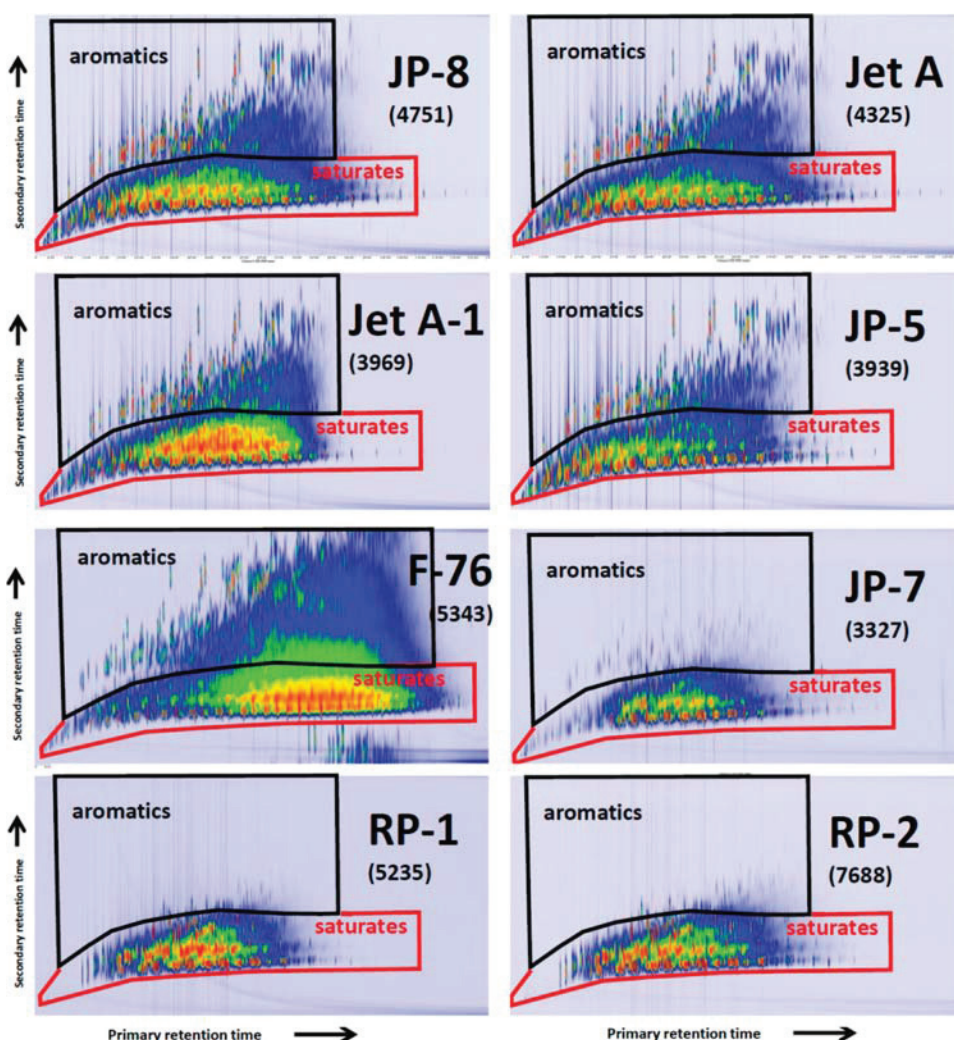 aromatics
JP-8
(4751)
saturates
Secondary retention time
aromatics
Jet A
(4325)
saturates
aromatics
Jet A-1
(3969)
saturates
Secondary retention time
aromatics
JP-5
(3939)
saturates
aromatics
F-76
(5343)
saturates
Secondary retention time
aromatics
JP-7
(3327)
saturates
aromatics
RP-1
(5235)
saturates
Secondary retention time
aromatics
RP-2
(7688)
saturates
Primary retention time
Primary retention time